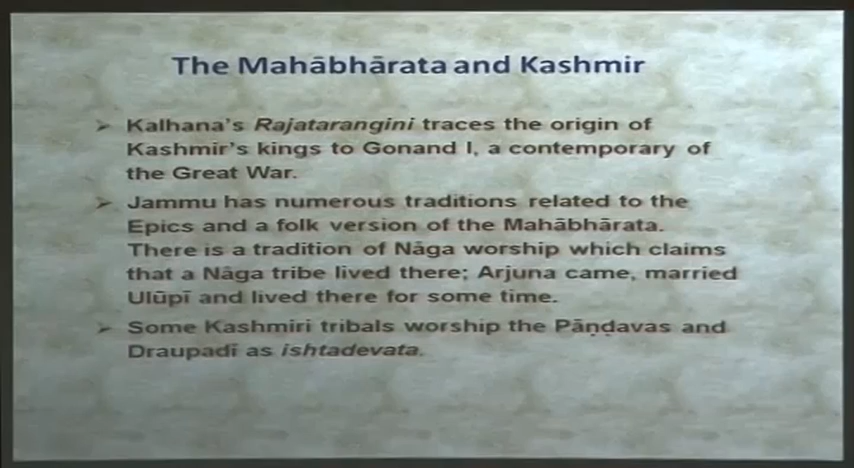 The Mahābhārata and Kashmir
➢ Kalhana's Rajatarangini traces the origin of
Kashmir's kings to Gonand I, a contemporary of
the Great War.
➢ Jammu has numerous traditions related to the
Epics and a folk version of the Mahābhārata.
There is a tradition of Nāga worship which claims
that a Nāga tribe lived there; Arjuna came, married
Ulūpī and lived there for some time.
➢ Some Kashmiri tribals worship the Pāṇḍavas and
Draupadī as ishtadevata.